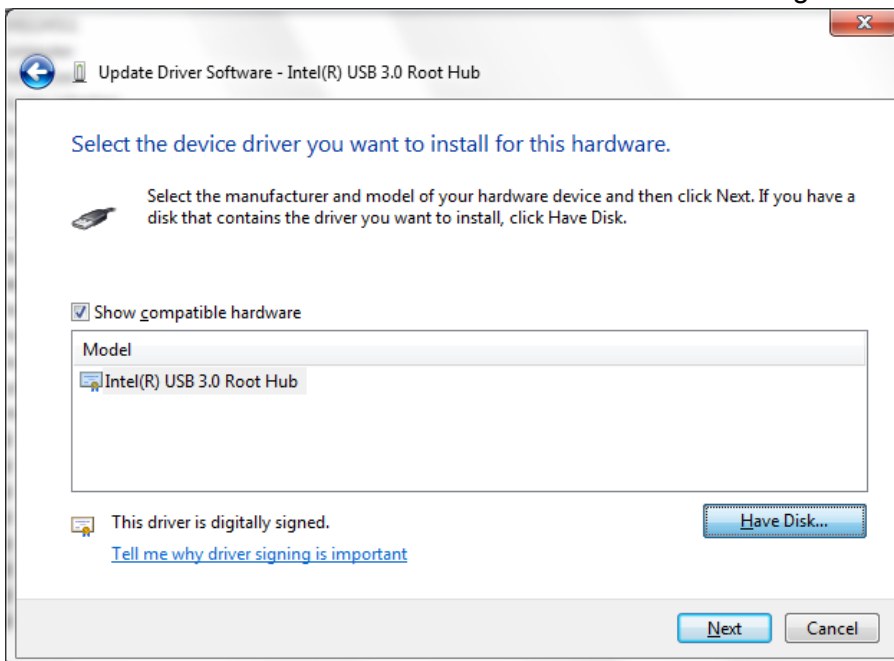 Update Driver Software - Intel(R) USB 3.0 Root Hub
Select the device driver you want to install for this hardware.
Select the manufacturer and model of your hardware device and then click Next. If you have a
disk that contains the driver you want to install, click Have Disk.
Show compatible hardware
Model
Intel(R) USB 3.0 Root Hub
This driver is digitally signed.
Have Disk...
Tell me why driver signing is important
Next
Cancel